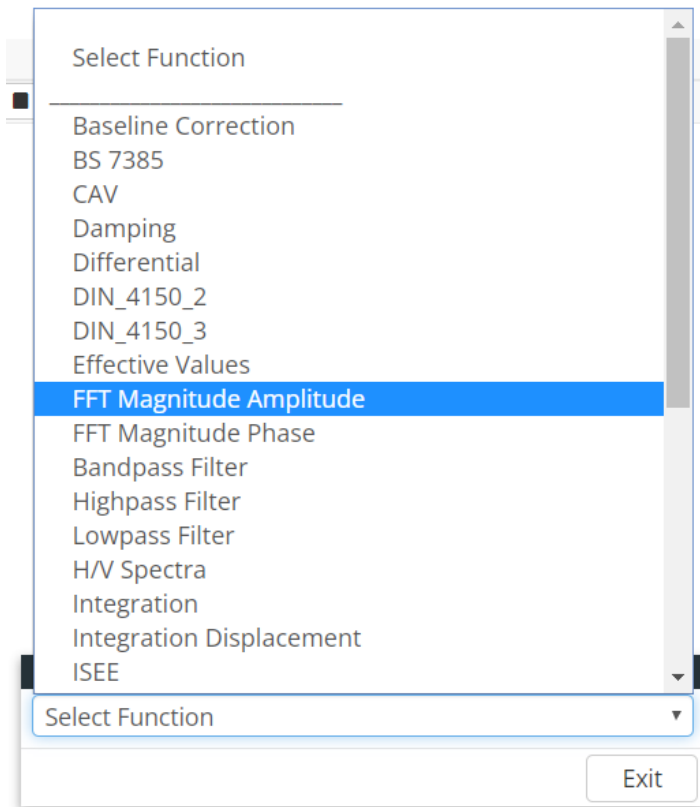 Select Function
Baseline Correction
BS 7385
CAV
Damping
Differential
DIN_4150_2
DIN_4150_3
Effective Values
FFT Magnitude Amplitude
FFT Magnitude Phase
Bandpass Filter
Highpass Filter
Lowpass Filter
H/V Spectra
Integration
Integration Displacement
ISEE
Select Function
Exit